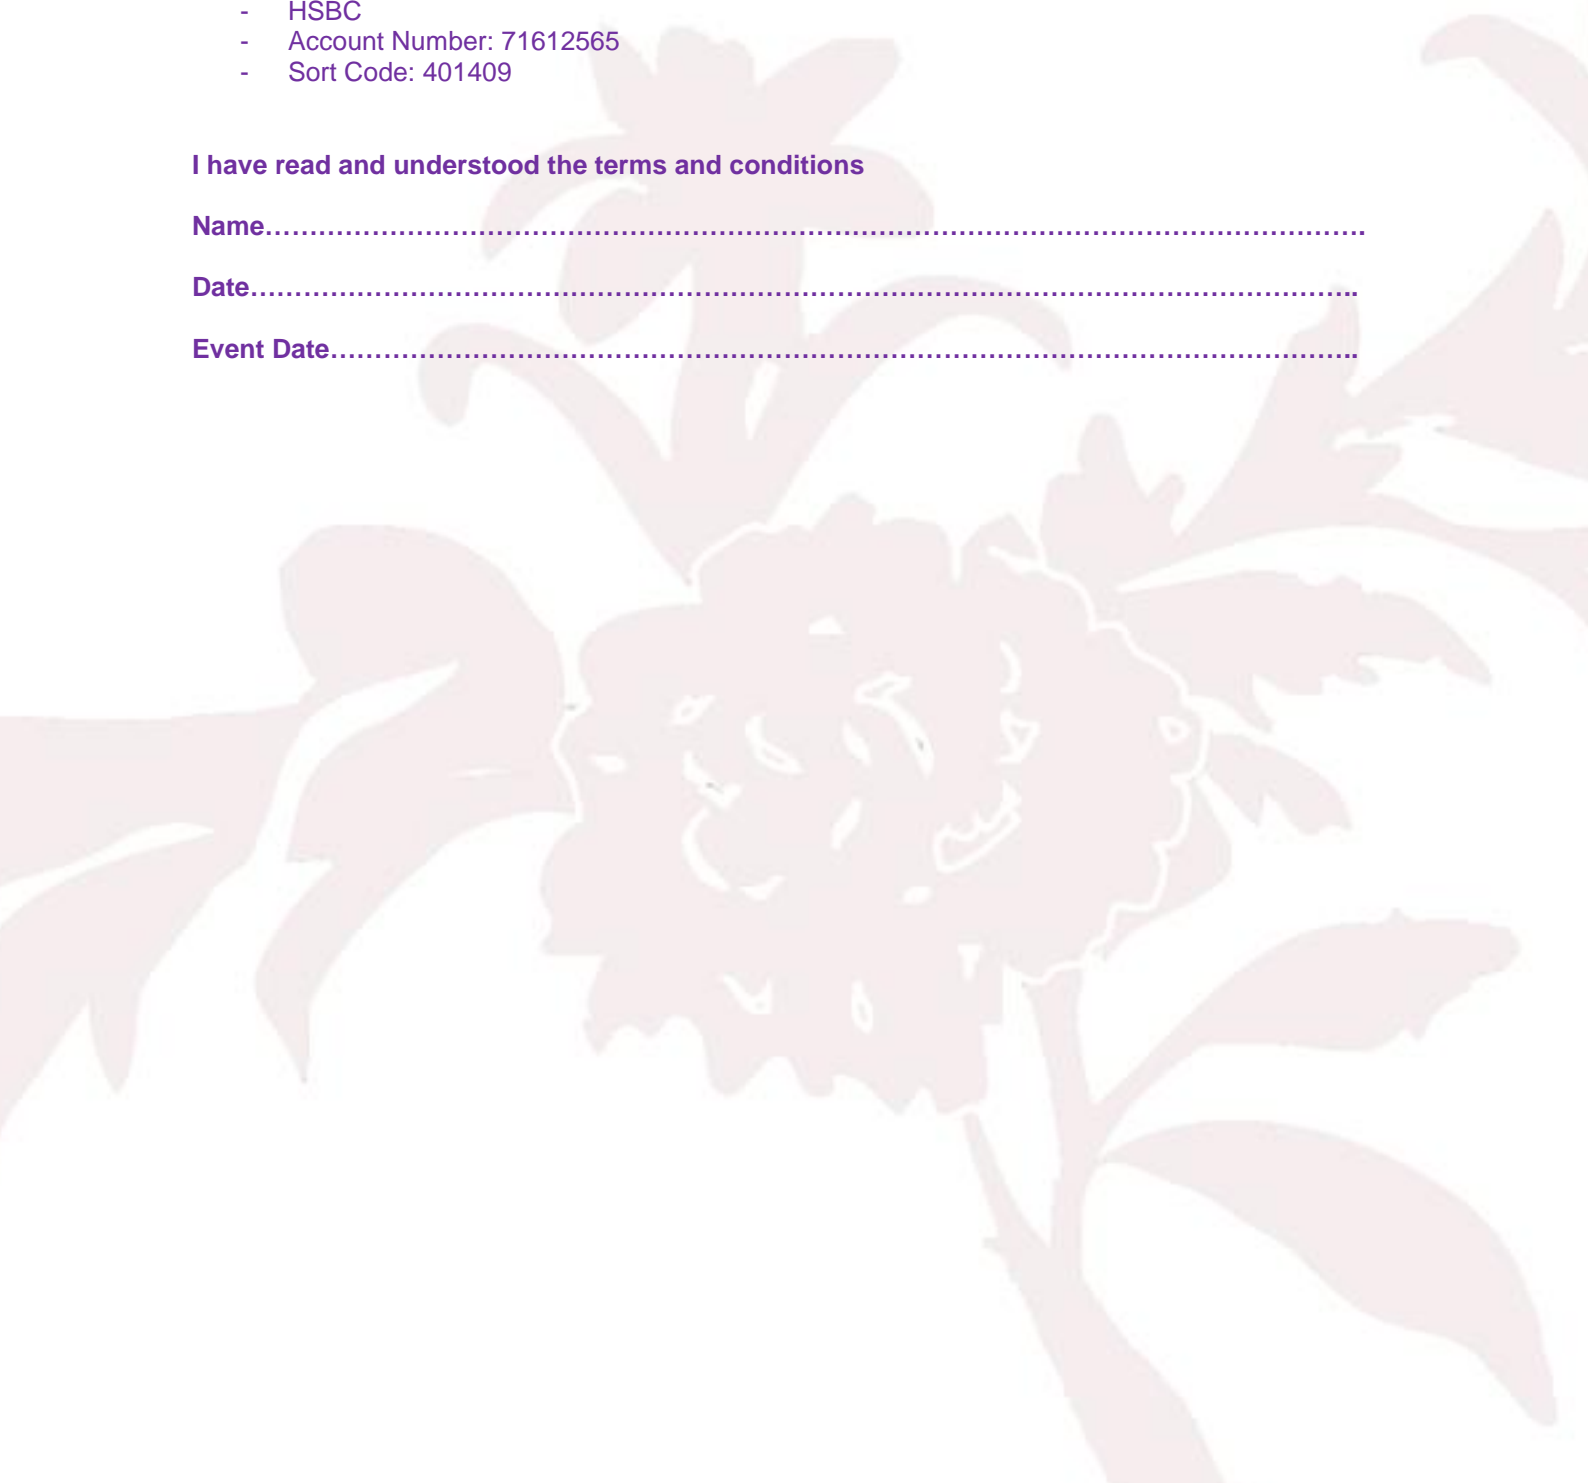 - HSBC
- Account Number: 71612565
- Sort Code: 401409
I have read and understood the terms and conditions
Name……………………………………………………………………………………………………………….
Date……………………………………………………………………………………………………………..
Event Date……………………………………………………………………………………………………..